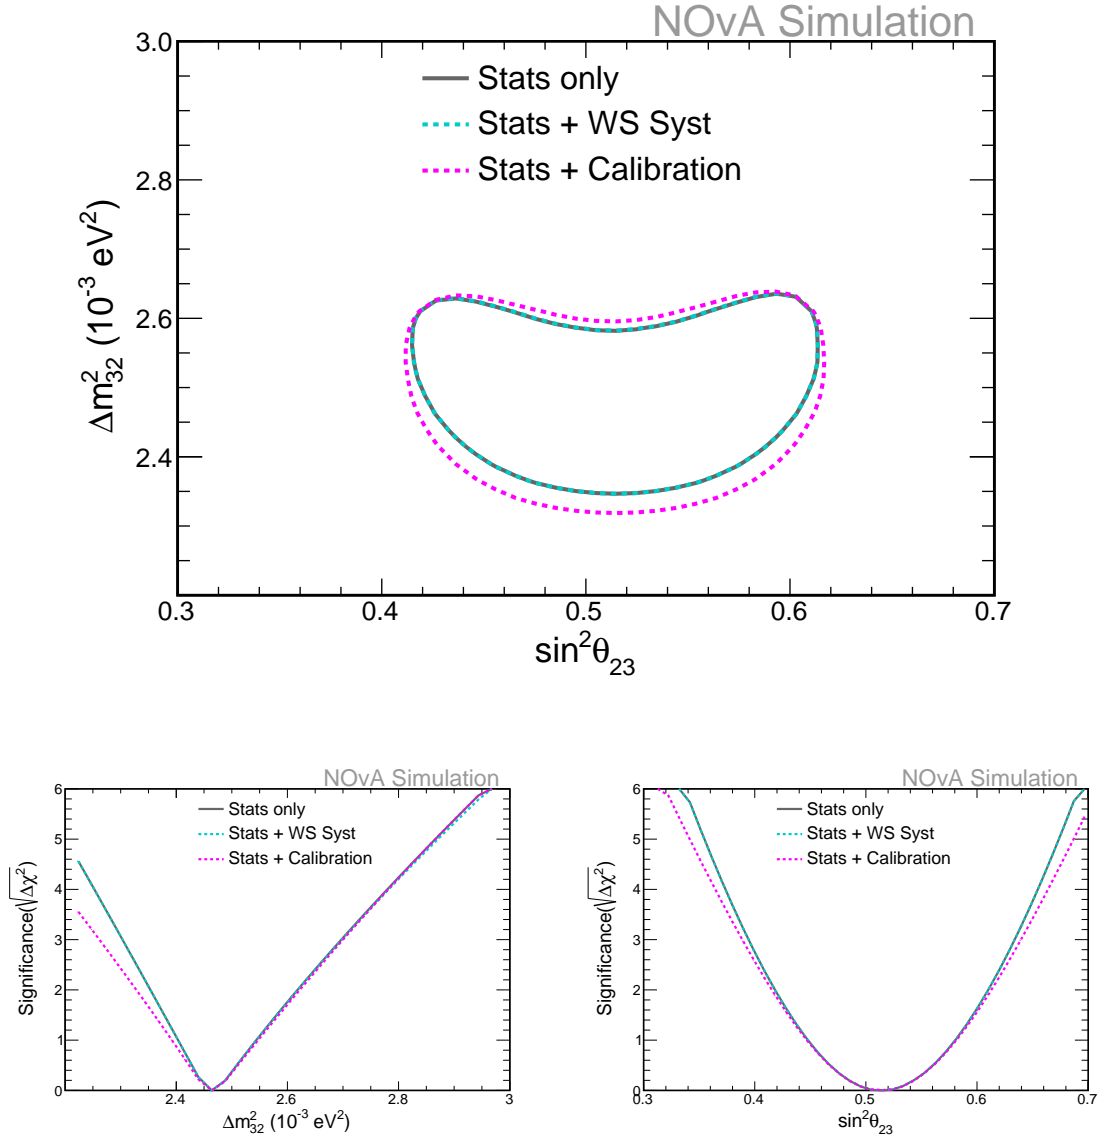 NOvA Simulation
3.0
Stats only
Stats + WS Syst
Stats + Calibration
2.8
2.6
2.4
Δm²₃₂ (10⁻³ eV²)
0.3 0.4 0.5 0.6 0.7
sin²θ₂₃
NOvA Simulation
6
Stats only
Stats + WS Syst
Stats + Calibration
5
4
3
2
1
0
Significance(√Δχ²)
2.4 2.6 2.8 3
Δm²₃₂ (10⁻³ eV²)
NOvA Simulation
6
Stats only
Stats + WS Syst
Stats + Calibration
5
4
3
2
1
0
Significance(√Δχ²)
0.3 0.4 0.5 0.6 0.7
sin²θ₂₃